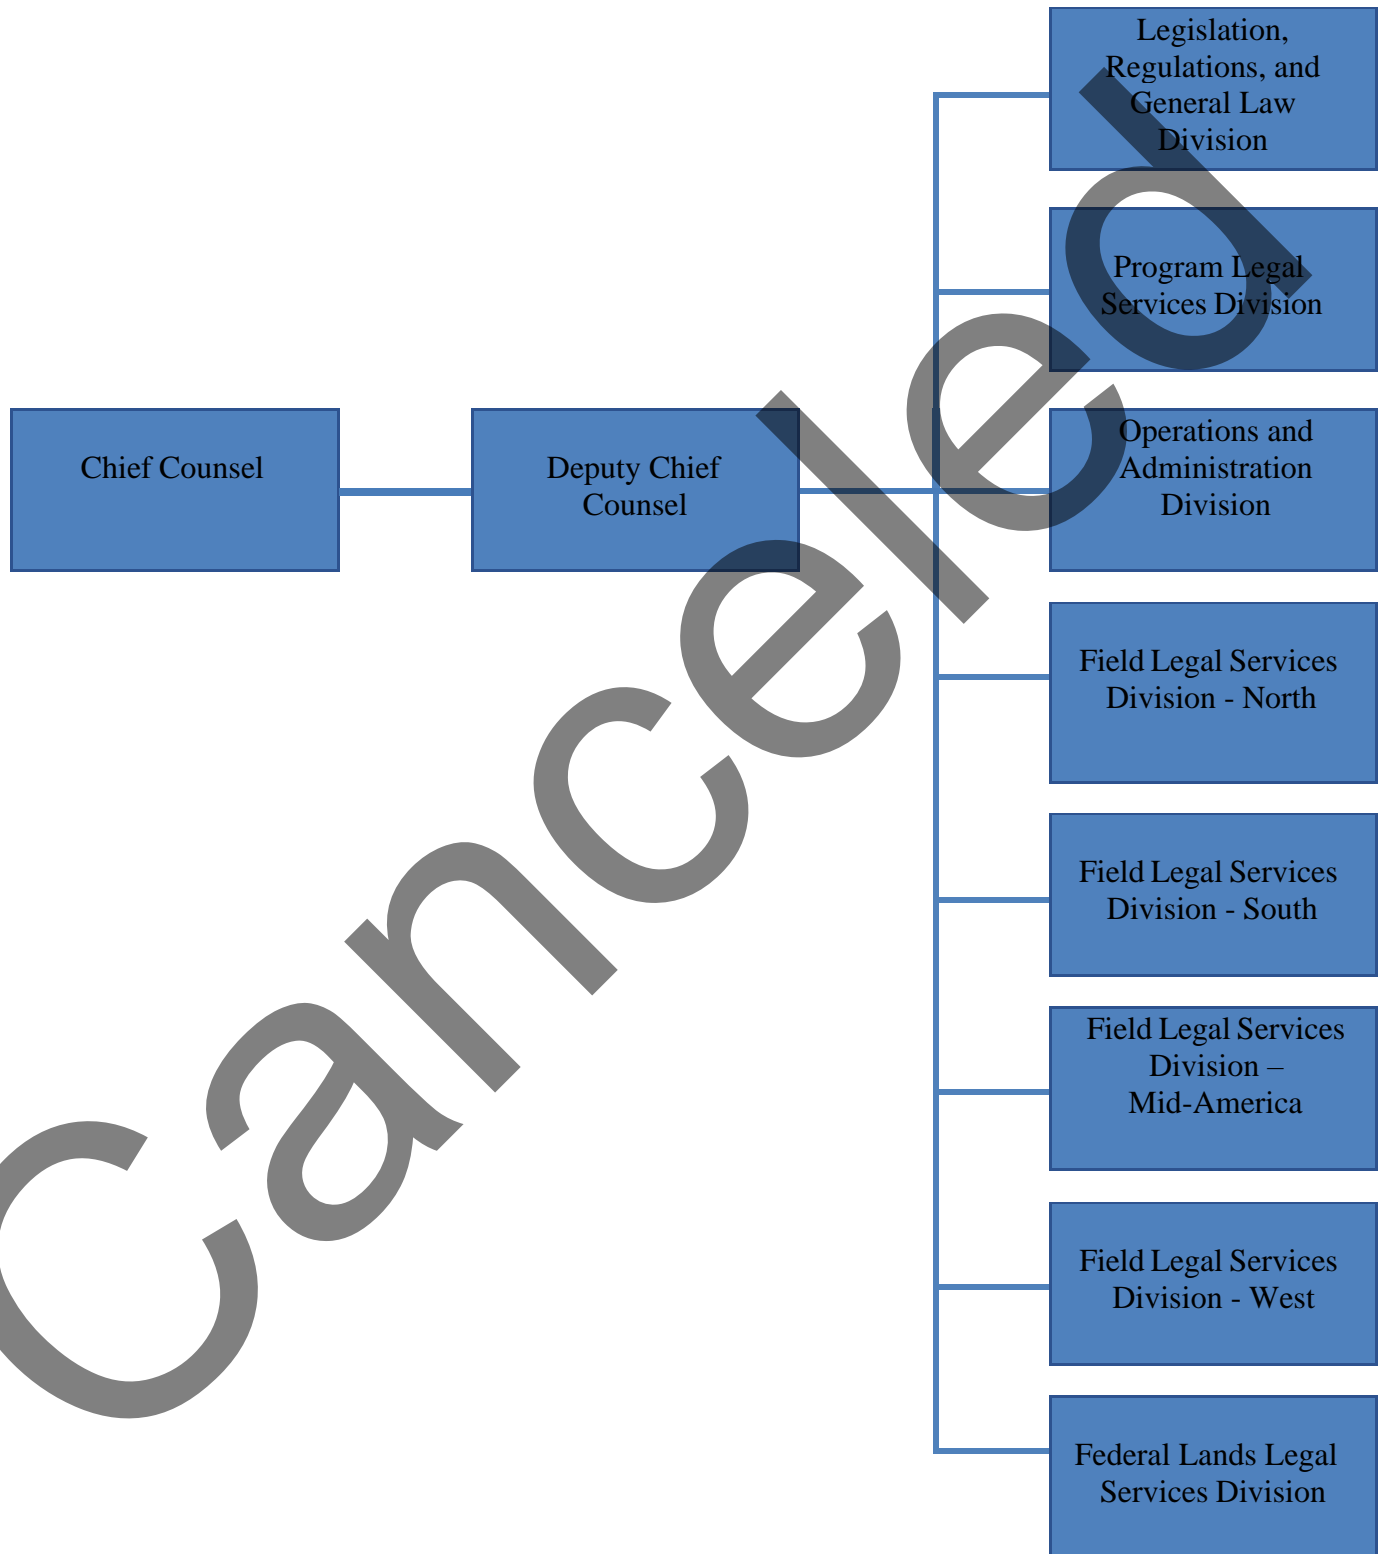 Legislation,
Regulations, and
General Law
Division
Program Legal
Services Division
Chief Counsel
Deputy Chief
Counsel
Operations and
Administration
Division
Field Legal Services
Division - North
Field Legal Services
Division - South
Field Legal Services
Division –
Mid-America
Field Legal Services
Division - West
Federal Lands Legal
Services Division
Canceled